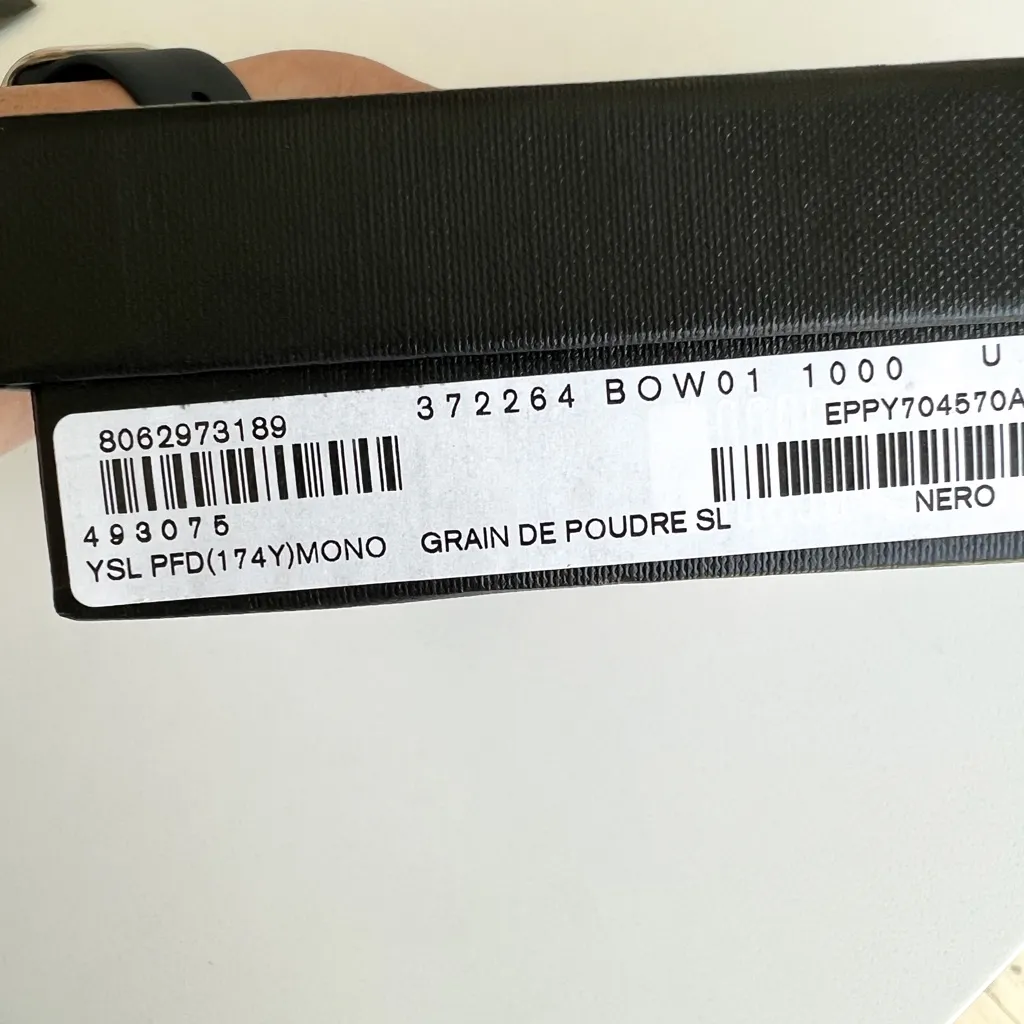 372264 BOW01 1000 U
8062973189 EPPY704570A
493075 NERO
YSL PFD(174Y)MONO GRAIN DE POUDRE SL